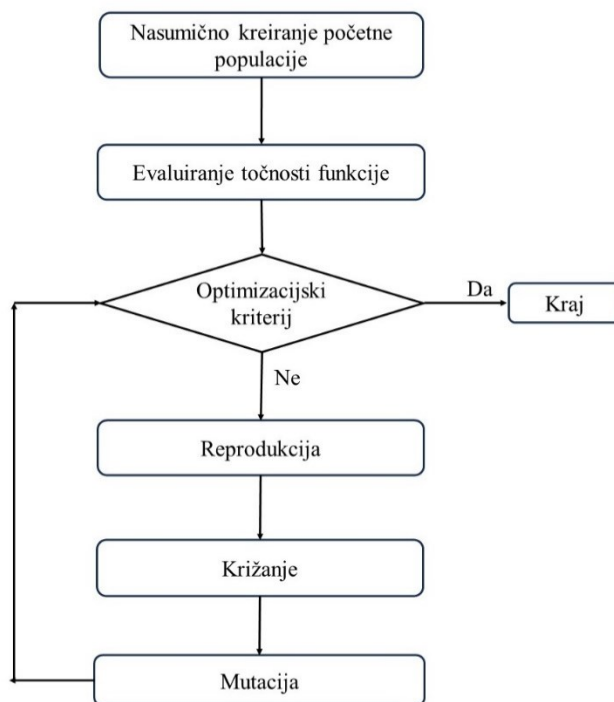 Nasumično kreiranje početne
populacije
Evaluiranje točnosti funkcije
Optimizacijski
kriterij
Da
Kraj
Ne
Reprodukcija
Križanje
Mutacija